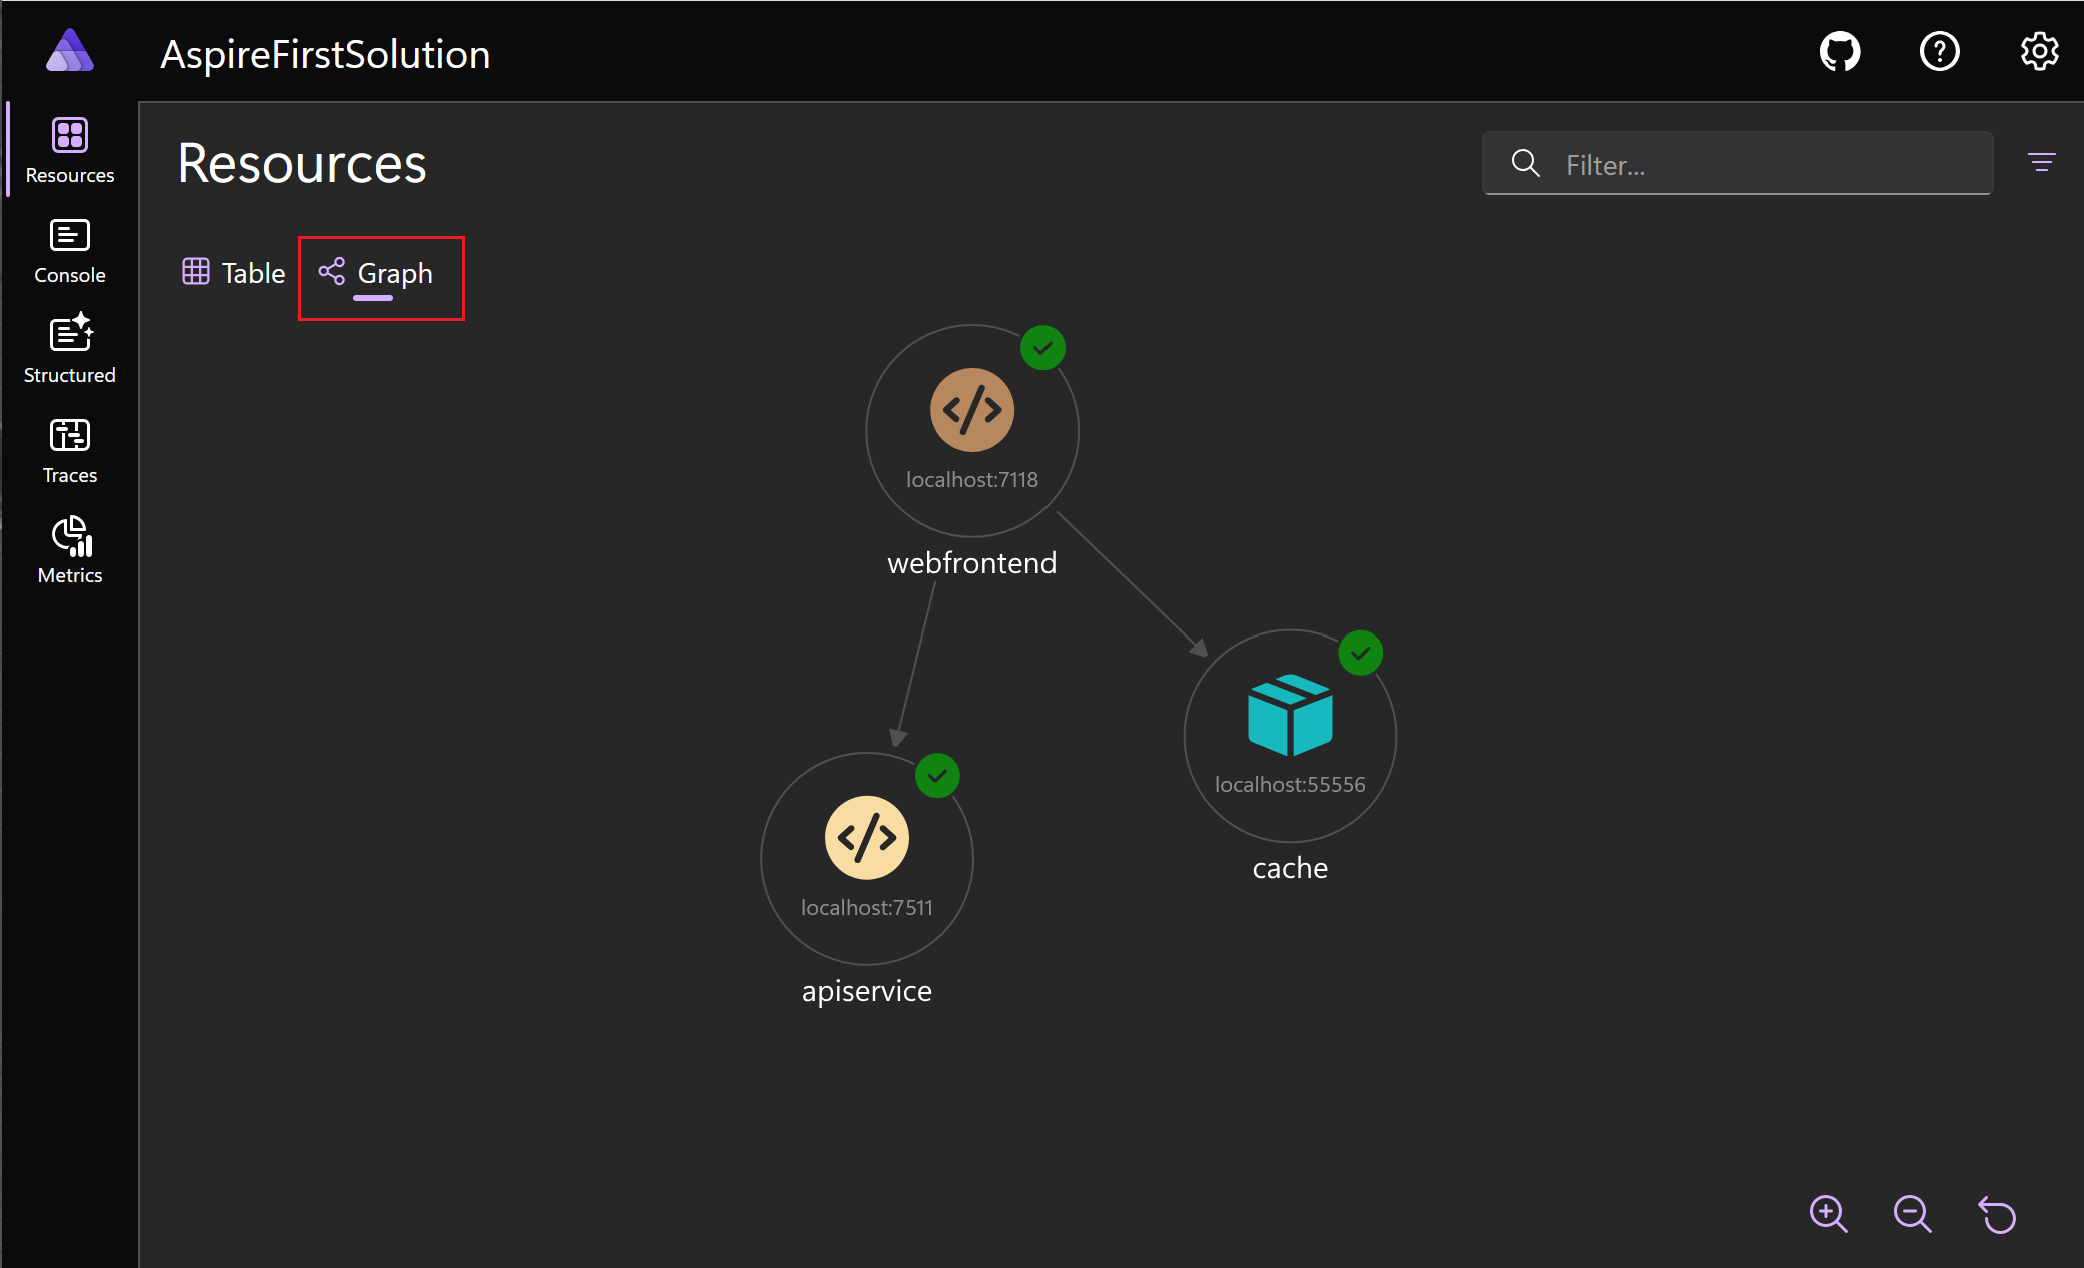 AspireFirstSolution
Resources
Console
Structured
Traces
Metrics
Resources
Filter...
Table
Graph
localhost:7118
webfrontend
localhost:55556
cache
localhost:7511
apiservice